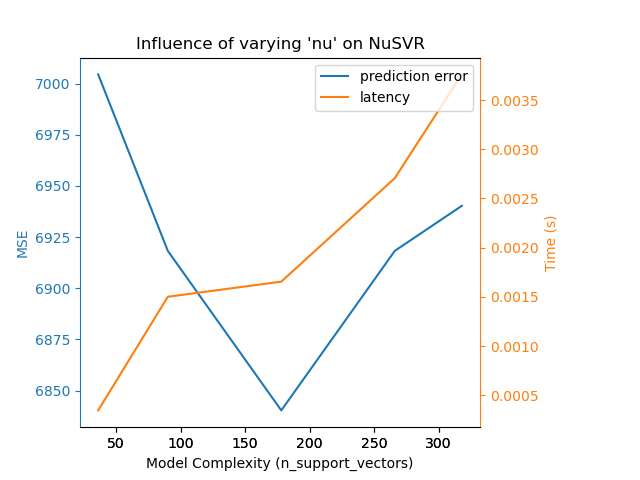 Influence of varying 'nu' on NuSVR
prediction error
latency
7000
6975
6950
6925
6900
6875
6850
MSE
0.0035
0.0030
0.0025
0.0020
0.0015
0.0010
0.0005
Time (s)
50 100 150 200 250 300
Model Complexity (n_support_vectors)